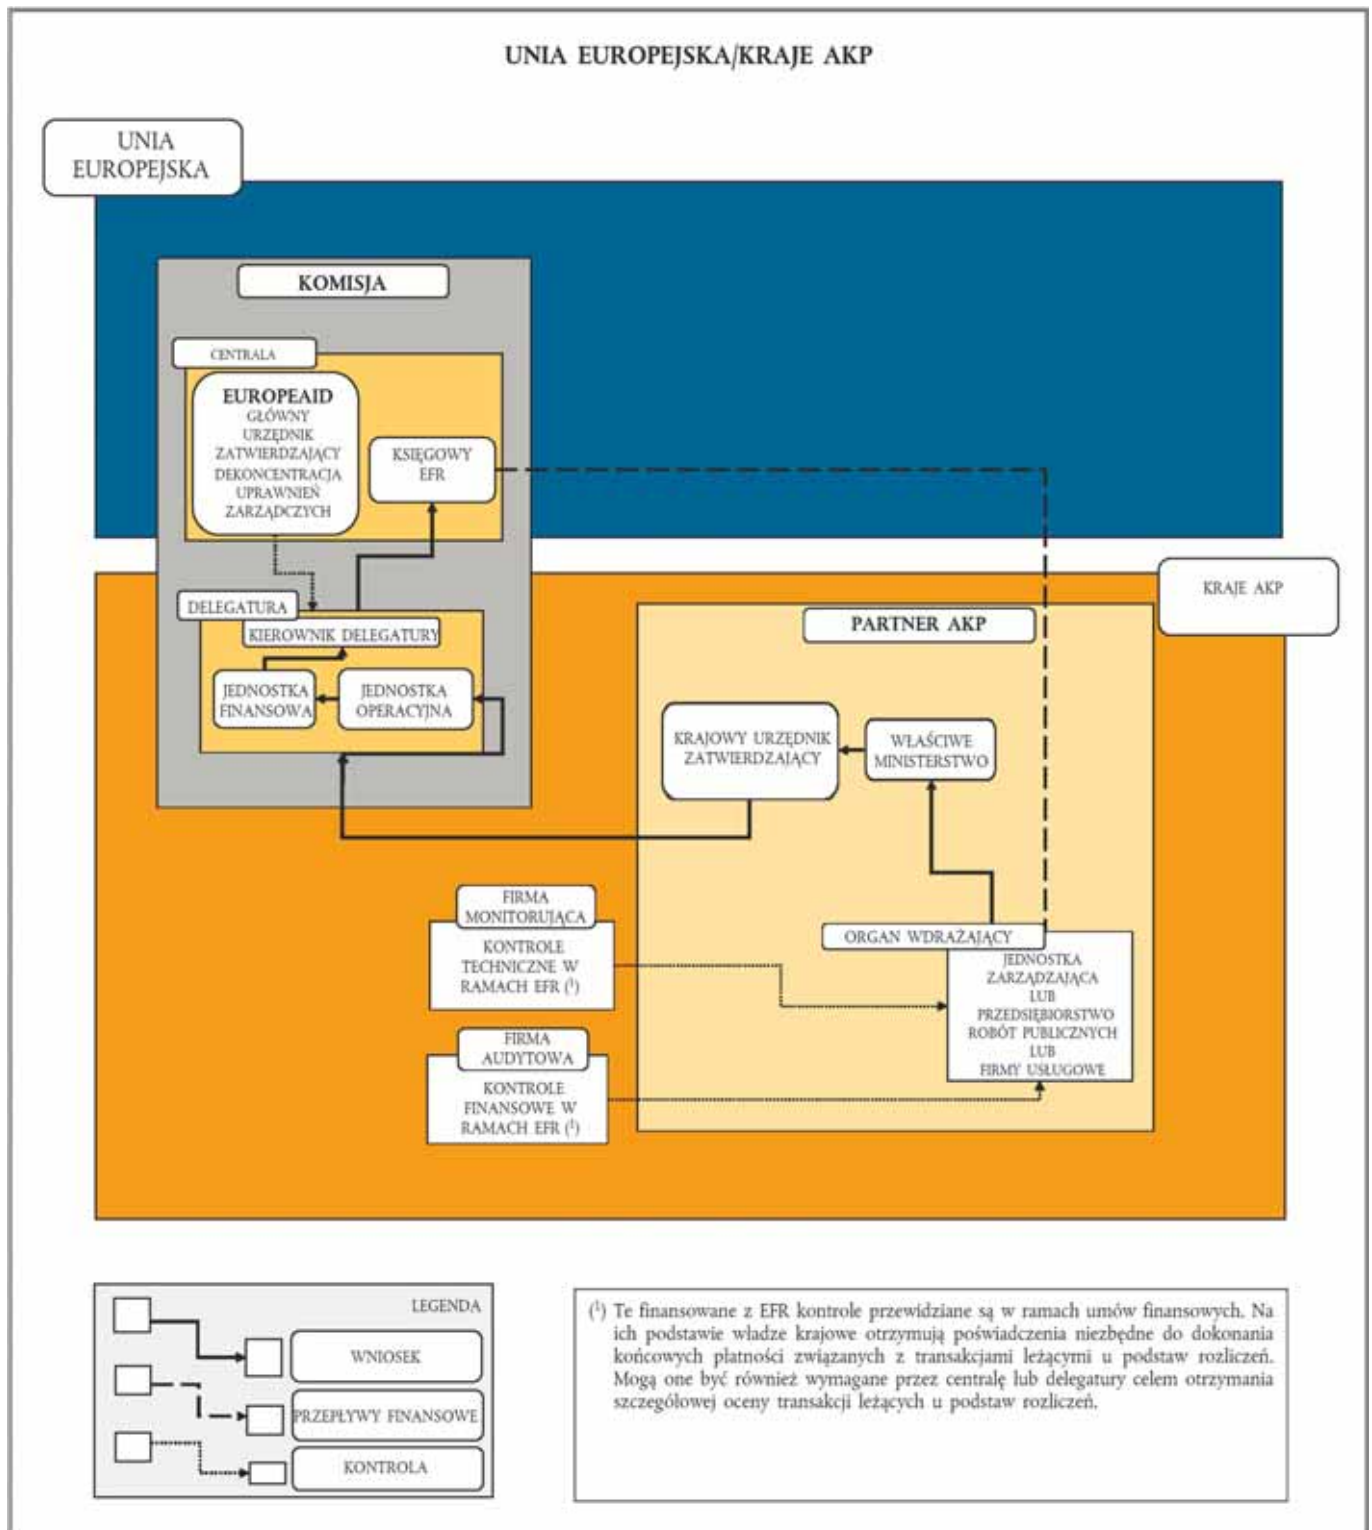 UNIA EUROPEJSKA/KRAJE AKP
UNIA
EUROPEJSKA
KOMISJA
CENTRALA
EUROPEAID
GŁÓWNY
URZĘDNIK
ZATWIERDZAJĄCY
DEKONCENTRACJA
UPRAWNIEŃ
ZARZĄDCZYCH
KSIĘGOWY
EFR
DELEGATURA
KIEROWNIK DELEGATURY
JEDNOSTKA
FINANSOWA
JEDNOSTKA
OPERACYJNA
KRAJE AKP
PARTNER AKP
KRAJOWY URZĘDNIK
ZATWIERDZAJĄCY
WŁAŚCIWE
MINISTERSTWO
FIRMA
MONITORUJĄCA
KONTROLE
TECHNICZNE W
RAMACH EFR (¹)
ORGAN WDRAŻAJĄCY
JEDNOSTKA
ZARZĄDZAJĄCA
LUB
PRZEDSIĘBIORSTWO
ROBÓT PUBLICZNYCH
LUB
FIRMY USŁUGOWE
FIRMA
AUDYTOWA
KONTROLE
FINANSOWE W
RAMACH EFR (¹)
LEGENDA
WNIOSEK
PRZEPŁYWY FINANSOWE
KONTROLA
(¹) Te finansowane z EFR kontrole przewidziane są w ramach umów finansowych. Na
ich podstawie władze krajowe otrzymują poświadczenia niezbędne do dokonania
końcowych płatności związanych z transakcjami leżącymi u podstaw rozliczeń.
Mogą one być również wymagane przez centralę lub delegatury celem otrzymania
szczegółowej oceny transakcji leżących u podstaw rozliczeń.